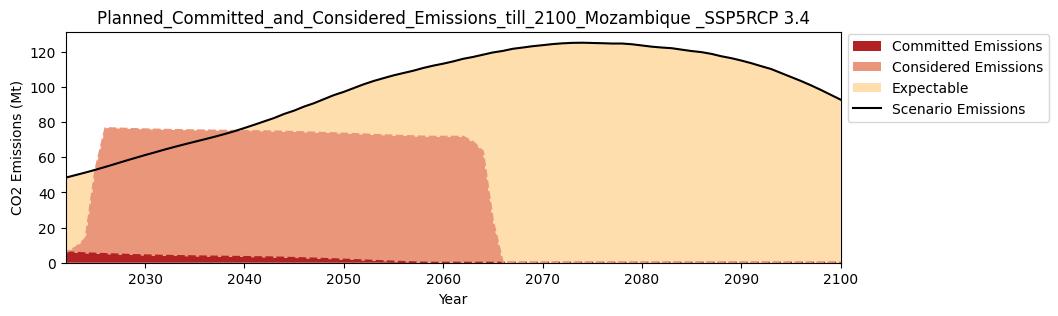 Planned_Committed_and_Considered_Emissions_till_2100_Mozambique _SSP5RCP 3.4
CO2 Emissions (Mt)
120
100
80
60
40
20
0
2030 2040 2050 2060 2070 2080 2090 2100
Year
Committed Emissions
Considered Emissions
Expectable
Scenario Emissions